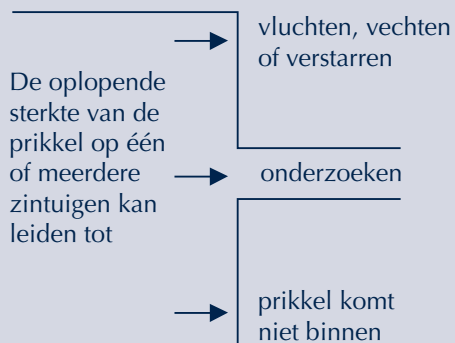 De oplopende
sterkte van de
prikkel op één
of meerdere
zintuigen kan
leiden tot
vluchten, vechten
of verstarren
onderzoeken
prikkel komt
niet binnen